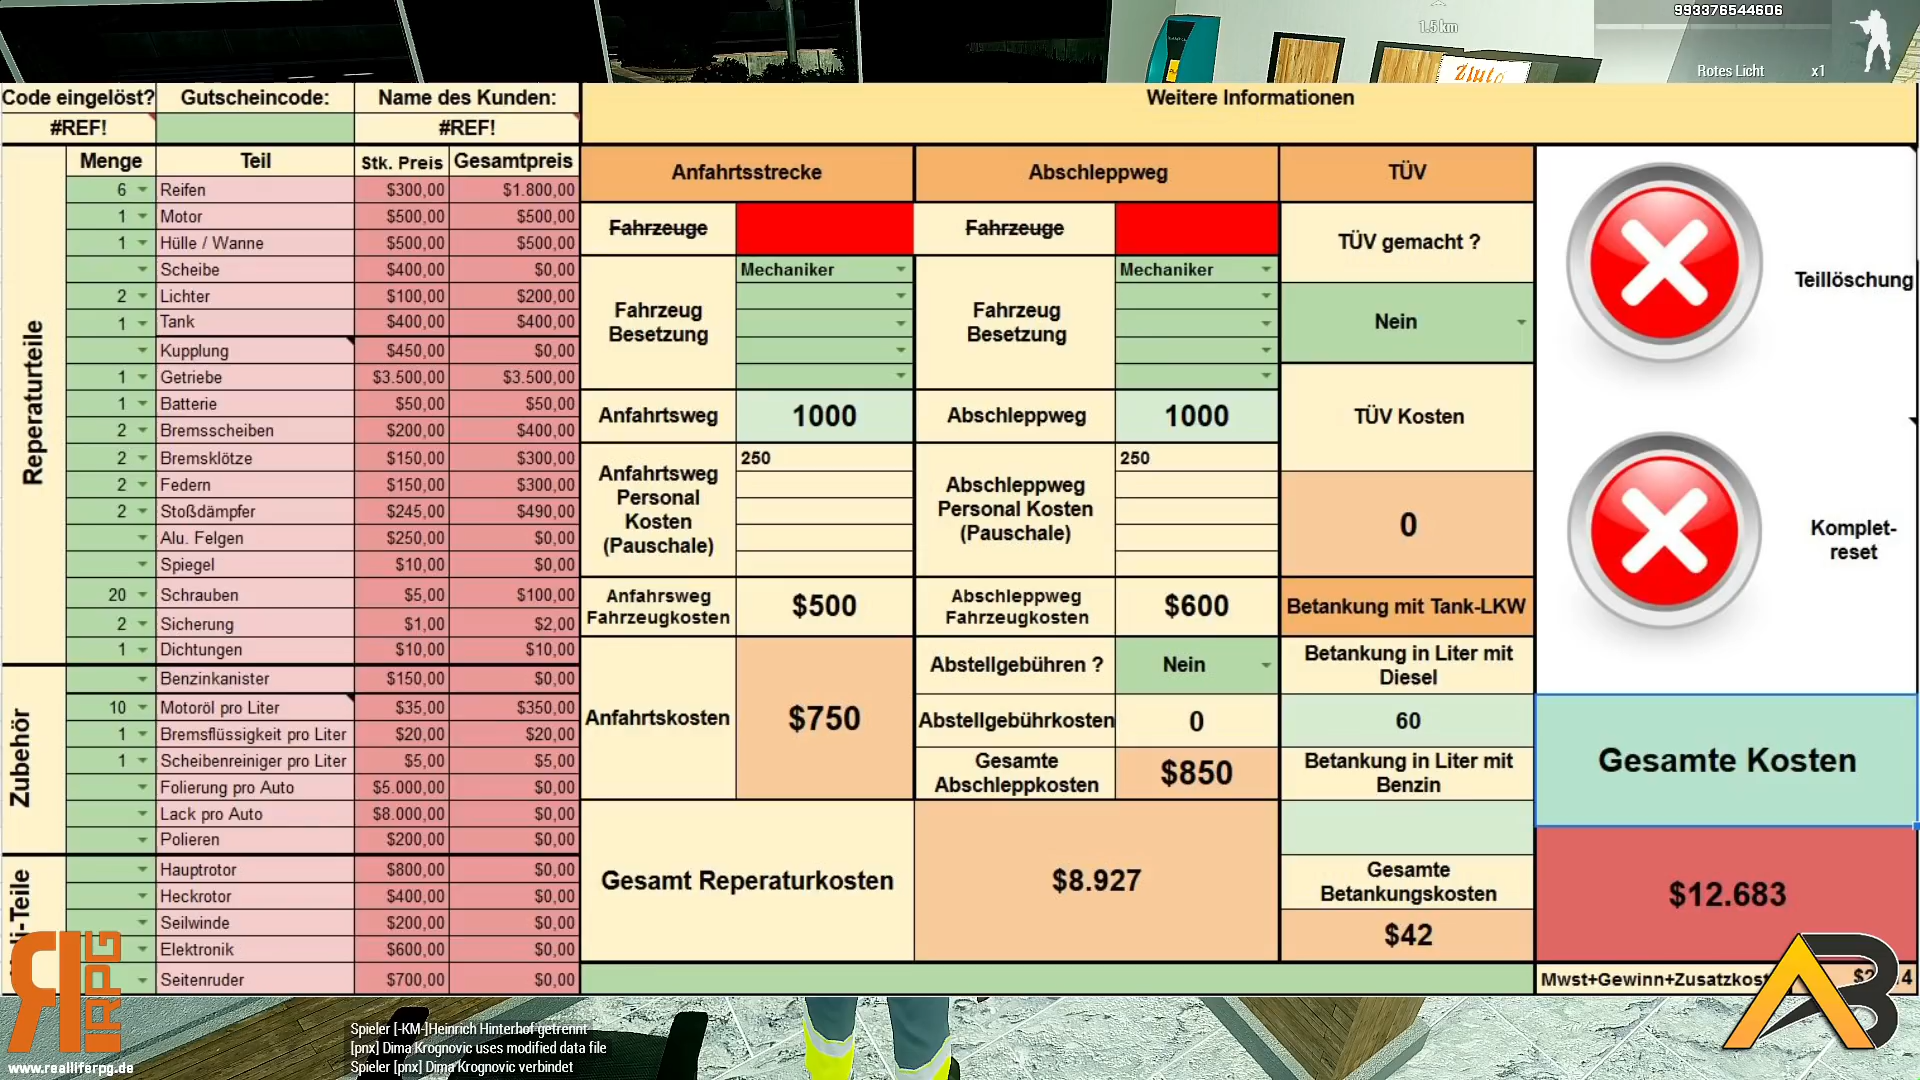 993376544606
1.5 km
Rotes Licht x1
Code eingelöst? Gutscheincode: Name des Kunden: Weitere Informationen
#REF! #REF!
Menge Teil Stk. Preis Gesamtpreis
Reperaturteile
6 Reifen $300,00 $1.800,00
1 Motor $500,00 $500,00
1 Hülle / Wanne $500,00 $500,00
Scheibe $400,00 $0,00
2 Lichter $100,00 $200,00
1 Tank $400,00 $400,00
Kupplung $450,00 $0,00
1 Getriebe $3.500,00 $3.500,00
1 Batterie $50,00 $50,00
2 Bremsscheiben $200,00 $400,00
2 Bremsklötze $150,00 $300,00
2 Federn $150,00 $300,00
2 Stoßdämpfer $245,00 $490,00
Alu. Felgen $250,00 $0,00
Spiegel $10,00 $0,00
20 Schrauben $5,00 $100,00
2 Sicherung $1,00 $2,00
1 Dichtungen $10,00 $10,00
Zubehör
Benzinkanister $150,00 $0,00
10 Motoröl pro Liter $35,00 $350,00
1 Bremsflüssigkeit pro Liter $20,00 $20,00
1 Scheibenreiniger pro Liter $5,00 $5,00
Folierung pro Auto $5.000,00 $0,00
Lack pro Auto $8.000,00 $0,00
Polieren $200,00 $0,00
Hauptrotor $800,00 $0,00
Heckrotor $400,00 $0,00
Seilwinde $200,00 $0,00
Elektronik $600,00 $0,00
Seitenruder $700,00 $0,00
Anfahrtsstrecke
Fahrzeuge
Fahrzeug
Besetzung
Mechaniker
Anfahrtsweg 1000
Anfahrtsweg
Personal
Kosten
(Pauschale)
250
Anfahrsweg
Fahrzeugkosten
$500
Anfahrtskosten $750
Abschleppweg
Fahrzeuge
Fahrzeug
Besetzung
Mechaniker
Abschleppweg 1000
Abschleppweg
Personal Kosten
(Pauschale)
250
Abschleppweg
Fahrzeugkosten
$600
Abstellgebühren ? Nein
Abstellgebührkosten 0
Gesamte
Abschleppkosten
$850
Gesamt Reperaturkosten $8.927
TÜV
TÜV gemacht ?
Nein
TÜV Kosten
0
Betankung mit Tank-LKW
Betankung in Liter mit
Diesel
60
Betankung in Liter mit
Benzin
Gesamte
Betankungskosten
$42
Teillöschung
Komplet-
reset
Gesamte Kosten
$12.683
Mwst+Gewinn+Zusatzkost
RRPG
www.realliferpg.de
AB
Spieler [-KM-]Heinrich Hinterhof getrennt
[pnx] Dima Krognovic uses modified data file
Spieler [pnx] Dima Krognovic verbindet